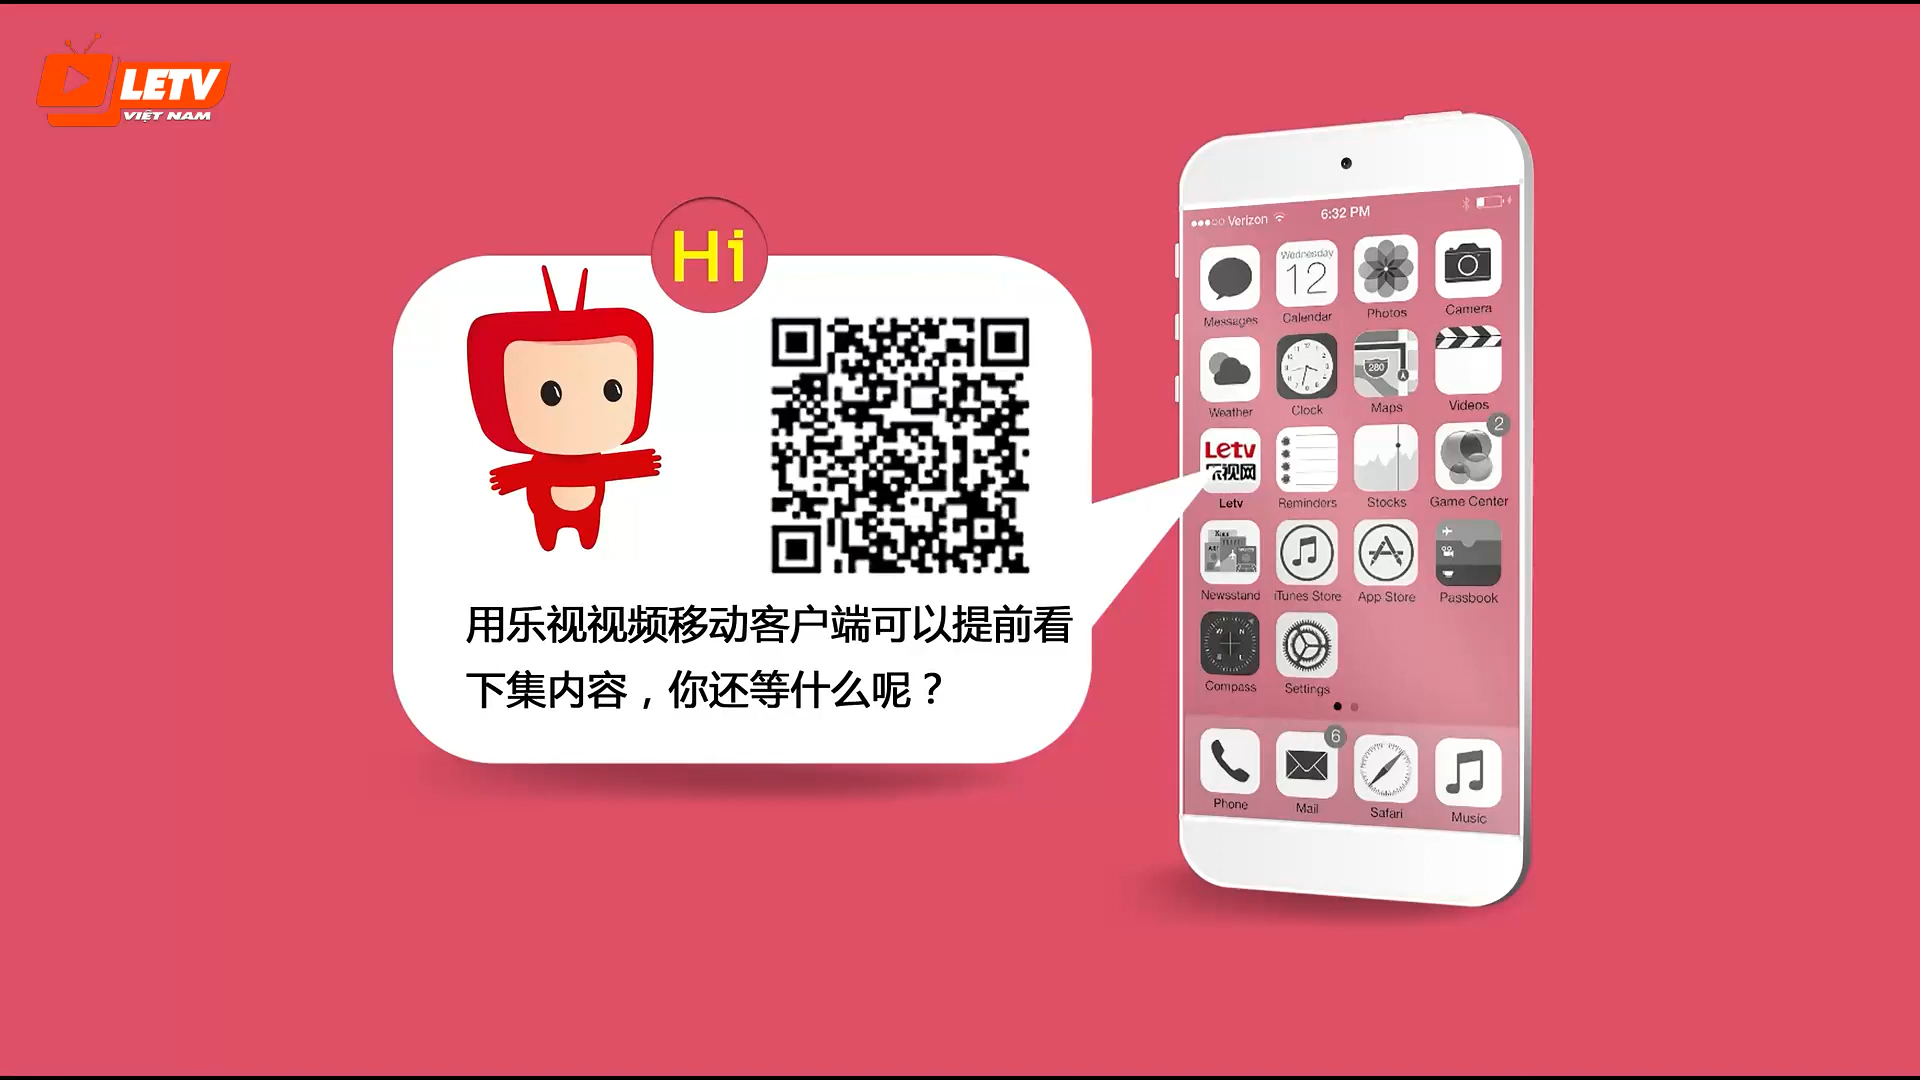 LETV
VIỆT NAM
Hi
用乐视视频移动客户端可以提前看
下集内容，你还等什么呢？
Verizon 6:32 PM
Wednesday
12
Messages Calendar Photos Camera
280
Weather Clock Maps Videos
2
Letv
乐视网
Letv Reminders Stocks Game Center
Newsstand iTunes Store App Store Passbook
Compass Settings
6
Phone Mail Safari Music